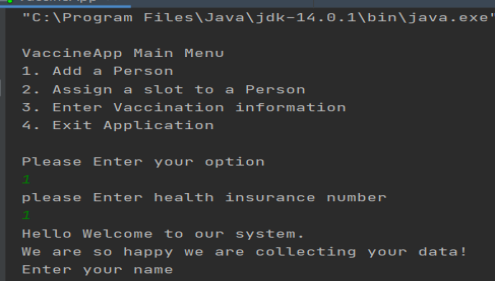 "C:\Program Files\Java\jdk-14.0.1\bin\java.exe"
VaccineApp Main Menu
1. Add a Person
2. Assign a slot to a Person
3. Enter Vaccination information
4. Exit Application
Please Enter your option
1
please Enter health insurance number
1
Hello Welcome to our system.
We are so happy we are collecting your data!
Enter your name